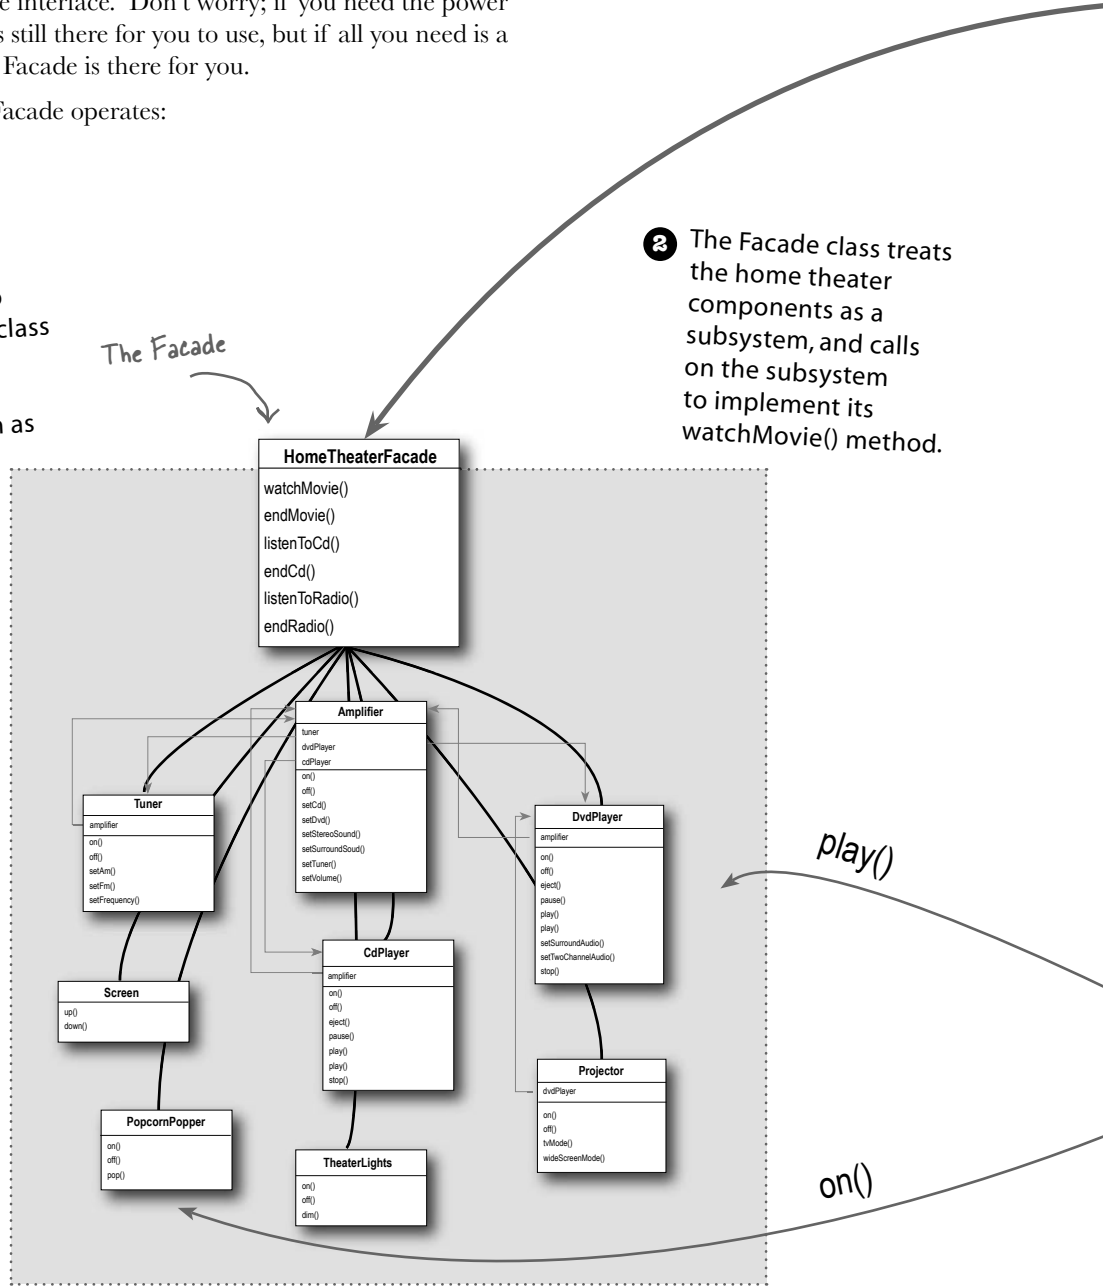 e interface. Don't worry; if you need the power
s still there for you to use, but if all you need is a
Facade is there for you.
Facade operates:
class
n as
The Facade
2 The Facade class treats
the home theater
components as a
subsystem, and calls
on the subsystem
to implement its
watchMovie() method.
HomeTheaterFacade
watchMovie()
endMovie()
listenToCd()
endCd()
listenToRadio()
endRadio()
Amplifier
tuner
dvdPlayer
cdPlayer
on()
off()
setCd()
setDvd()
setStereoSound()
setSurroundSoud()
setTuner()
setVolume()
Tuner
amplifier
on()
off()
setAm()
setFm()
setFrequency()
DvdPlayer
amplifier
on()
off()
eject()
pause()
play()
play()
setSurroundAudio()
setTwoChannelAudio()
stop()
play()
CdPlayer
amplifier
on()
off()
eject()
pause()
play()
play()
stop()
Screen
up()
down()
Projector
dvdPlayer
on()
off()
tvMode()
wideScreenMode()
PopcornPopper
on()
off()
pop()
TheaterLights
on()
off()
dim()
on()